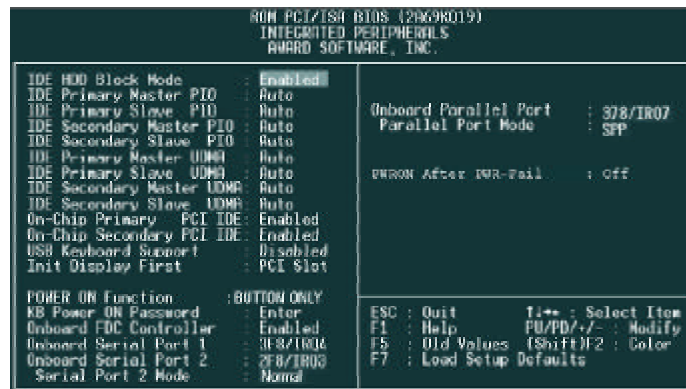 ROM PCI/ISA BIOS (2A69KQ19)
INTEGRATED PERIPHERALS
AWARD SOFTWARE, INC.
IDE HDD Block Mode : Enabled
IDE Primary Master PIO : Auto
IDE Primary Slave PIO : Auto
IDE Secondary Master PIO : Auto
IDE Secondary Slave PIO : Auto
IDE Primary Master UDMA : Auto
IDE Primary Slave UDMA : Auto
IDE Secondary Master UDMA: Auto
IDE Secondary Slave UDMA: Auto
On-Chip Primary PCI IDE: Enabled
On-Chip Secondary PCI IDE: Enabled
USB Keyboard Support : Disabled
Init Display First : PCI Slot
POWER ON Function :BUTTON ONLY
KB Power ON Password : Enter
Onboard FDC Controller : Enabled
Onboard Serial Port 1 : 3F8/IRQ4
Onboard Serial Port 2 : 2F8/IRQ3
Serial Port 2 Mode : Normal
Onboard Parallel Port : 378/IRQ7
Parallel Port Mode : SPP
PWRON After PWR-Fail : Off
ESC : Quit ↑↓→← : Select Item
F1 : Help PU/PD/+/- : Modify
F5 : Old Values (Shift)F2 : Color
F7 : Load Setup Defaults